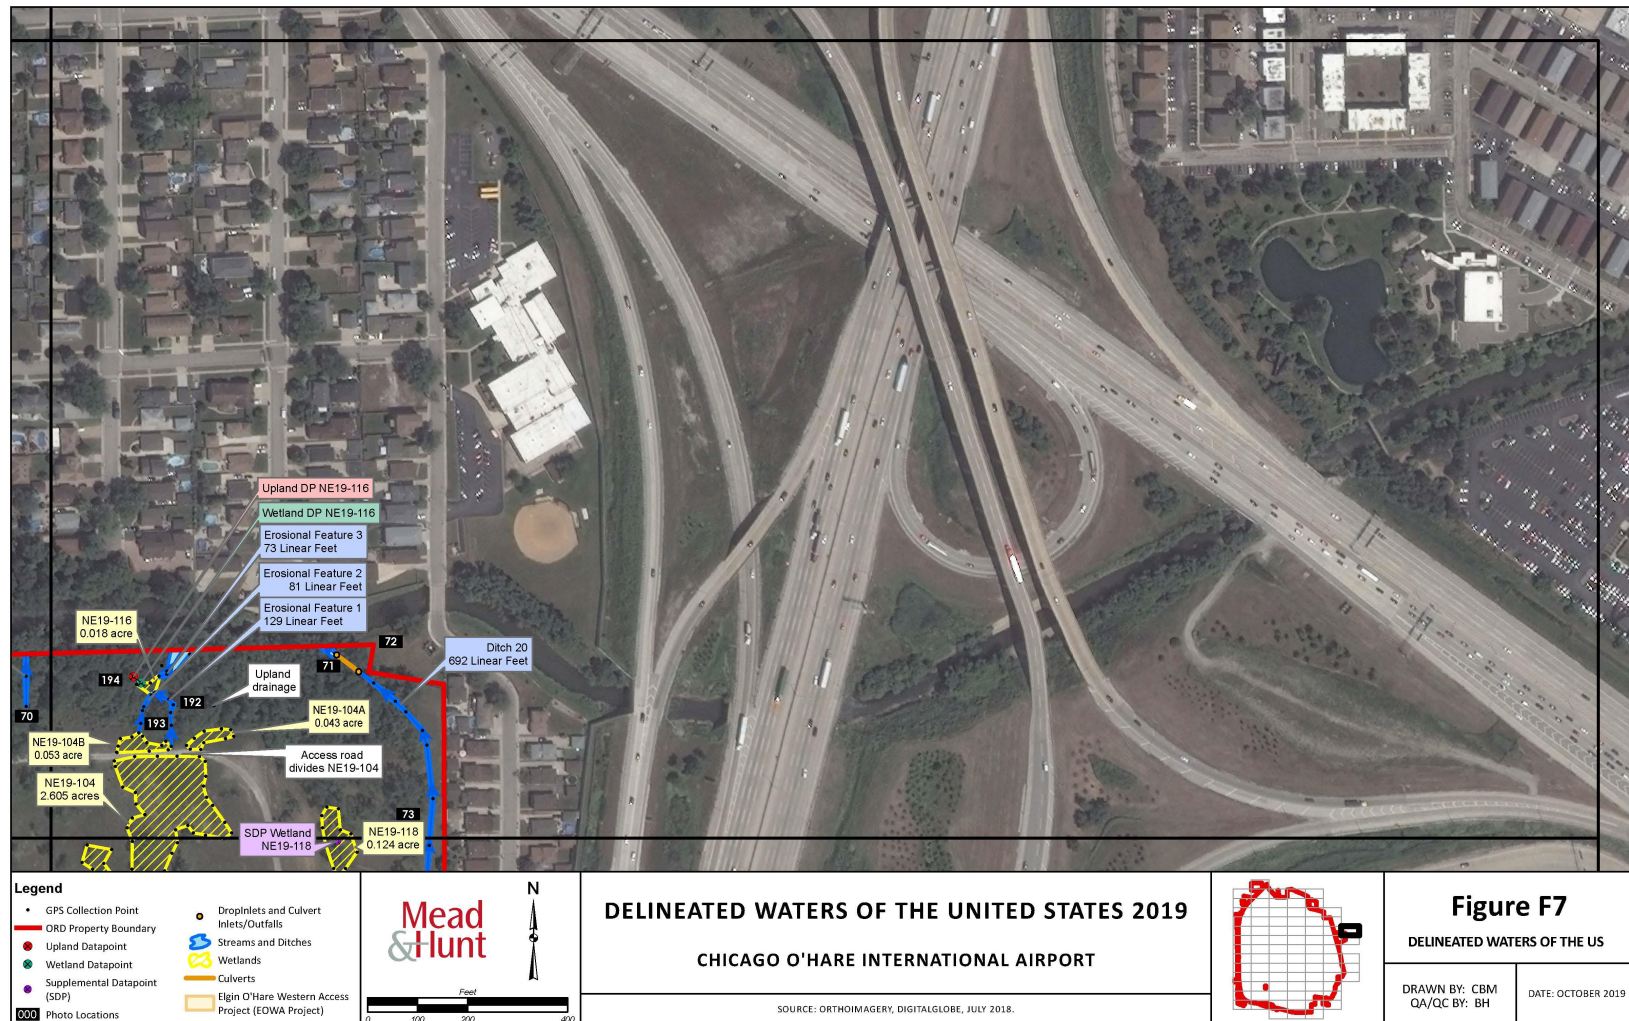 Upland DP NE19-116
Wetland DP NE19-116
Erosional Feature 3
73 Linear Feet
Erosional Feature 2
81 Linear Feet
Erosional Feature 1
129 Linear Feet
NE19-116
0.018 acre
72
Ditch 20
692 Linear Feet
71
194
Upland
drainage
192
70
193
NE19-104A
0.043 acre
NE19-104B
0.053 acre
Access road
divides NE19-104
NE19-104
2.605 acres
73
SDP Wetland
NE19-118
NE19-118
0.124 acre
Legend
GPS Collection Point
ORD Property Boundary
Upland Datapoint
Wetland Datapoint
Supplemental Datapoint
(SDP)
000 Photo Locations
DropInlets and Culvert
Inlets/Outfalls
Streams and Ditches
Wetlands
Culverts
Elgin O'Hare Western Access
Project (EOWA Project)
Mead
&Hunt
N
Feet
0 100 200 400
DELINEATED WATERS OF THE UNITED STATES 2019
CHICAGO O'HARE INTERNATIONAL AIRPORT
SOURCE: ORTHOIMAGERY, DIGITALGLOBE, JULY 2018.
Figure F7
DELINEATED WATERS OF THE US
DRAWN BY: CBM
QA/QC BY: BH
DATE: OCTOBER 2019